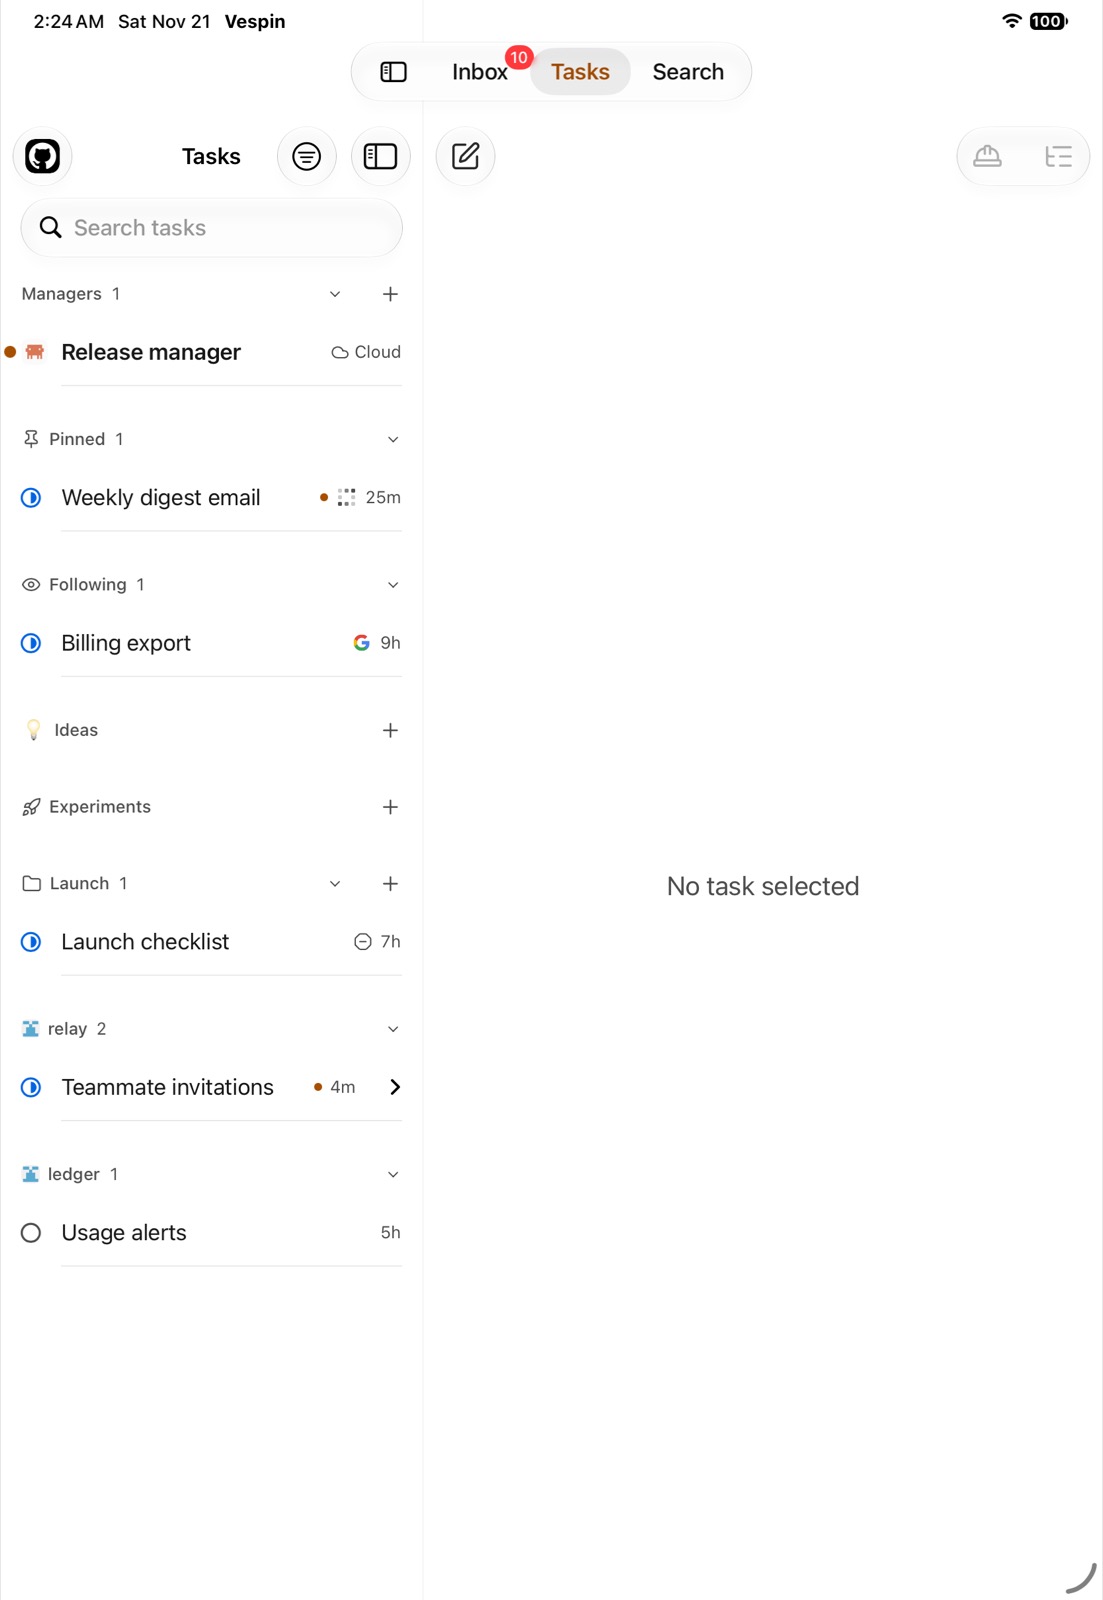 2:24 AM Sat Nov 21 Vespin
100
Inbox 10 Tasks Search
Tasks
Search tasks
Managers 1
Release manager Cloud
Pinned 1
Weekly digest email 25m
Following 1
Billing export 9h
Ideas
Experiments
Launch 1
Launch checklist 7h
No task selected
relay 2
Teammate invitations 4m
ledger 1
Usage alerts 5h